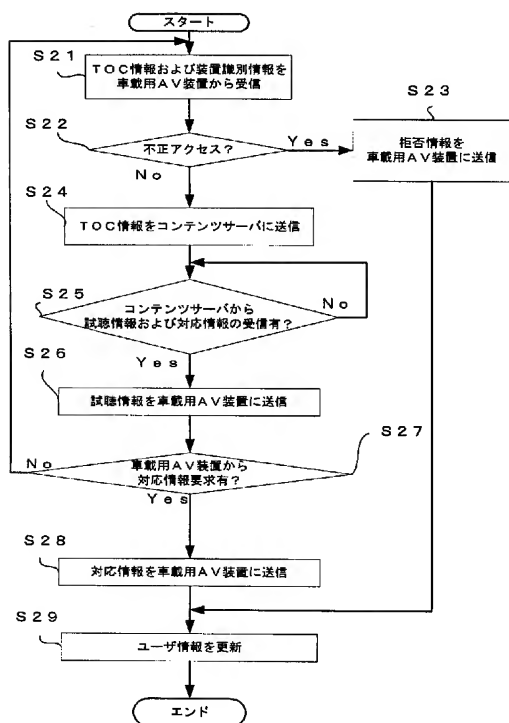 スタート
S21
TOC情報および装置識別情報を
車載用AV装置から受信
S22
不正アクセス?
Yes
No
S23
拒否情報を
車載用AV装置に送信
S24
TOC情報をコンテンツサーバに送信
S25
コンテンツサーバから
試聴情報および対応情報の受信有?
No
Yes
S26
試聴情報を車載用AV装置に送信
S27
車載用AV装置から
対応情報要求有?
No
Yes
S28
対応情報を車載用AV装置に送信
S29
ユーザ情報を更新
エンド